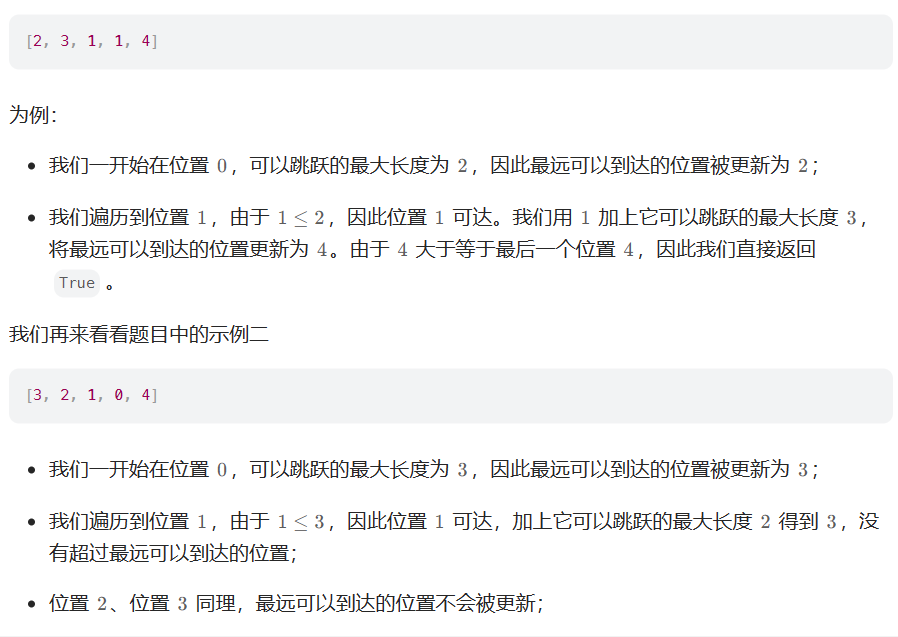 [2, 3, 1, 1, 4]
为例：
我们一开始在位置 0，可以跳跃的最大长度为 2，因此最远可以到达的位置被更新为 2；
我们遍历到位置 1，由于 1 ≤ 2，因此位置 1 可达。我们用 1 加上它可以跳跃的最大长度 3，
将最远可以到达的位置更新为 4。由于 4 大于等于最后一个位置 4，因此我们直接返回
True 。
我们再来看看题目中的示例二
[3, 2, 1, 0, 4]
我们一开始在位置 0，可以跳跃的最大长度为 3，因此最远可以到达的位置被更新为 3；
我们遍历到位置 1，由于 1 ≤ 3，因此位置 1 可达，加上它可以跳跃的最大长度 2 得到 3，没
有超过最远可以到达的位置；
位置 2、位置 3 同理，最远可以到达的位置不会被更新；